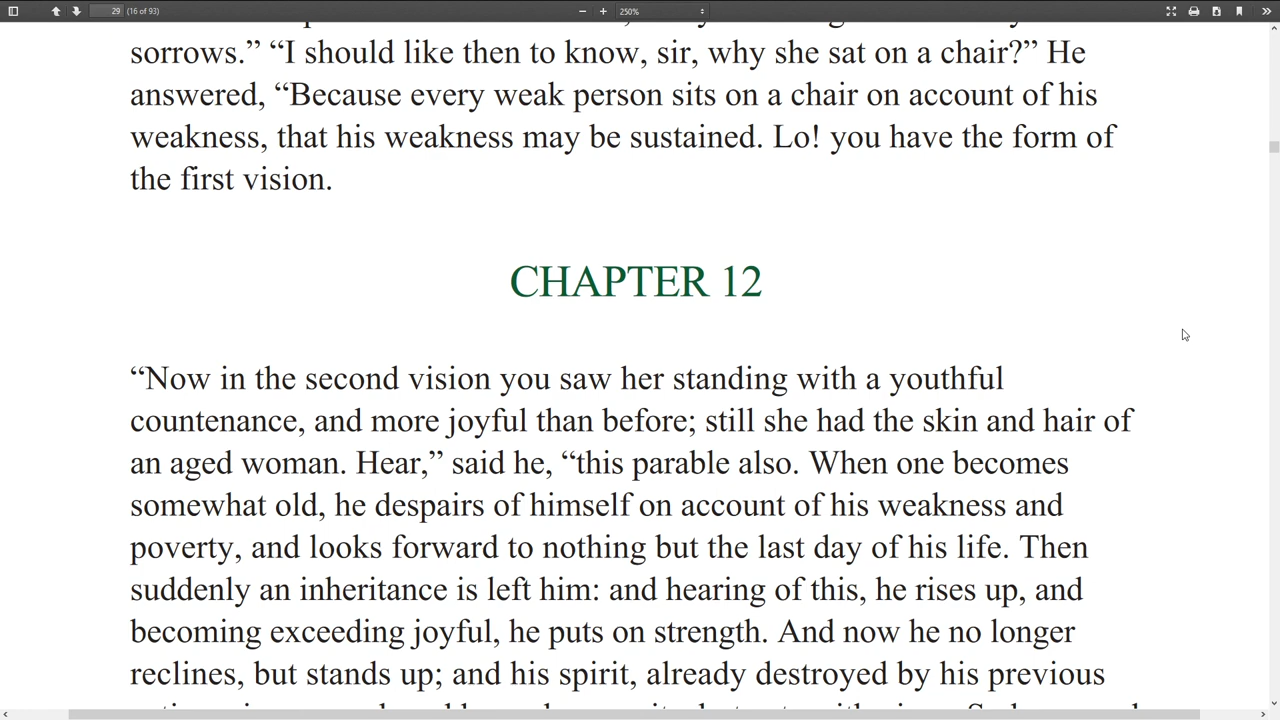 29 (16 of 93) 250%
sorrows.” “I should like then to know, sir, why she sat on a chair?” He
answered, “Because every weak person sits on a chair on account of his
weakness, that his weakness may be sustained. Lo! you have the form of
the first vision.
CHAPTER 12
“Now in the second vision you saw her standing with a youthful
countenance, and more joyful than before; still she had the skin and hair of
an aged woman. Hear,” said he, “this parable also. When one becomes
somewhat old, he despairs of himself on account of his weakness and
poverty, and looks forward to nothing but the last day of his life. Then
suddenly an inheritance is left him: and hearing of this, he rises up, and
becoming exceeding joyful, he puts on strength. And now he no longer
reclines, but stands up; and his spirit, already destroyed by his previous